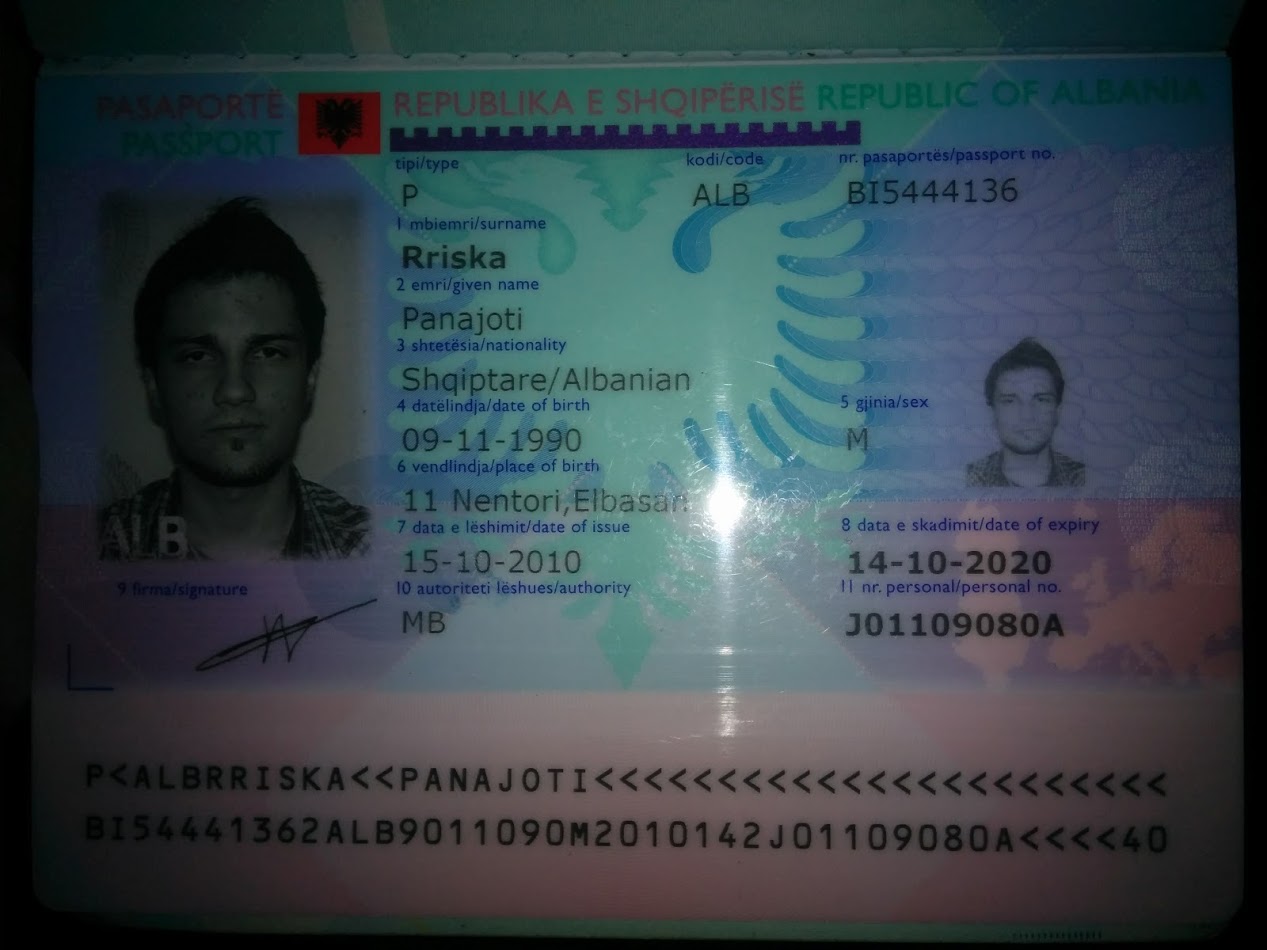 PASAPORTË REPUBLIKA E SHQIPËRISË REPUBLIC OF ALBANIA
PASSPORT
tipi/type kodi/code nr. pasaportës/passport no.
P ALB BI5444136
1 mbiemri/surname
Rriska
2 emri/given name
Panajoti
3 shtetësia/nationality
Shqiptare/Albanian
4 datëlindja/date of birth 5 gjinia/sex
09-11-1990 M
6 vendlindja/place of birth
11 Nentori,Elbasan
7 data e lëshimit/date of issue 8 data e skadimit/date of expiry
15-10-2010 14-10-2020
9 firma/signature 10 autoriteti lëshues/authority 11 nr. personal/personal no.
MB J01109080A
ALB
P<ALBRRISKA<<PANAJOTI<<<<<<<<<<<<<<<<<<<<<<<
BI54441362ALB9011090M2010142J01109080A<<<<40